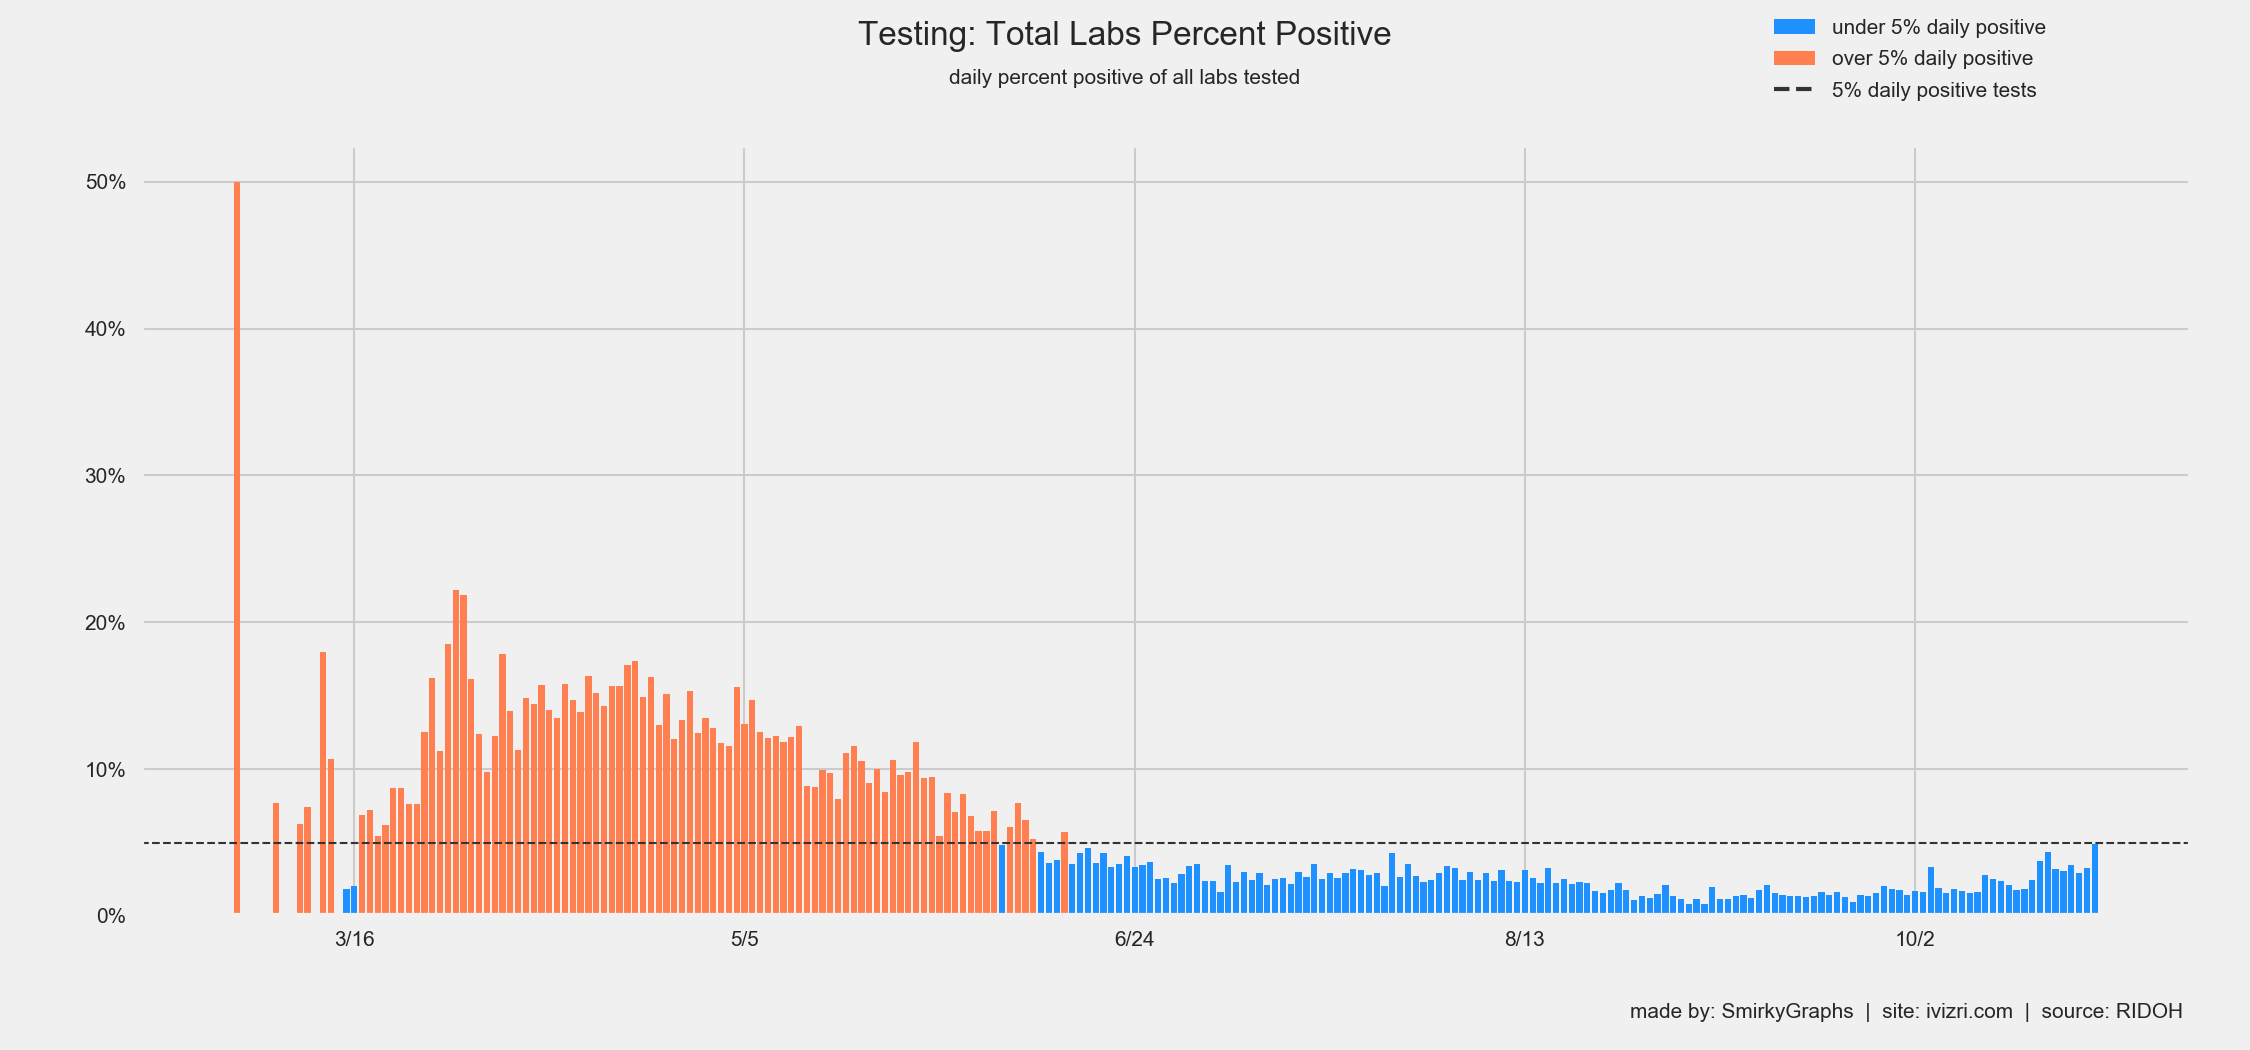 Testing: Total Labs Percent Positive
daily percent positive of all labs tested
under 5% daily positive
over 5% daily positive
5% daily positive tests
50%
40%
30%
20%
10%
0%
3/16
5/5
6/24
8/13
10/2
made by: SmirkyGraphs | site: ivizri.com | source: RIDOH